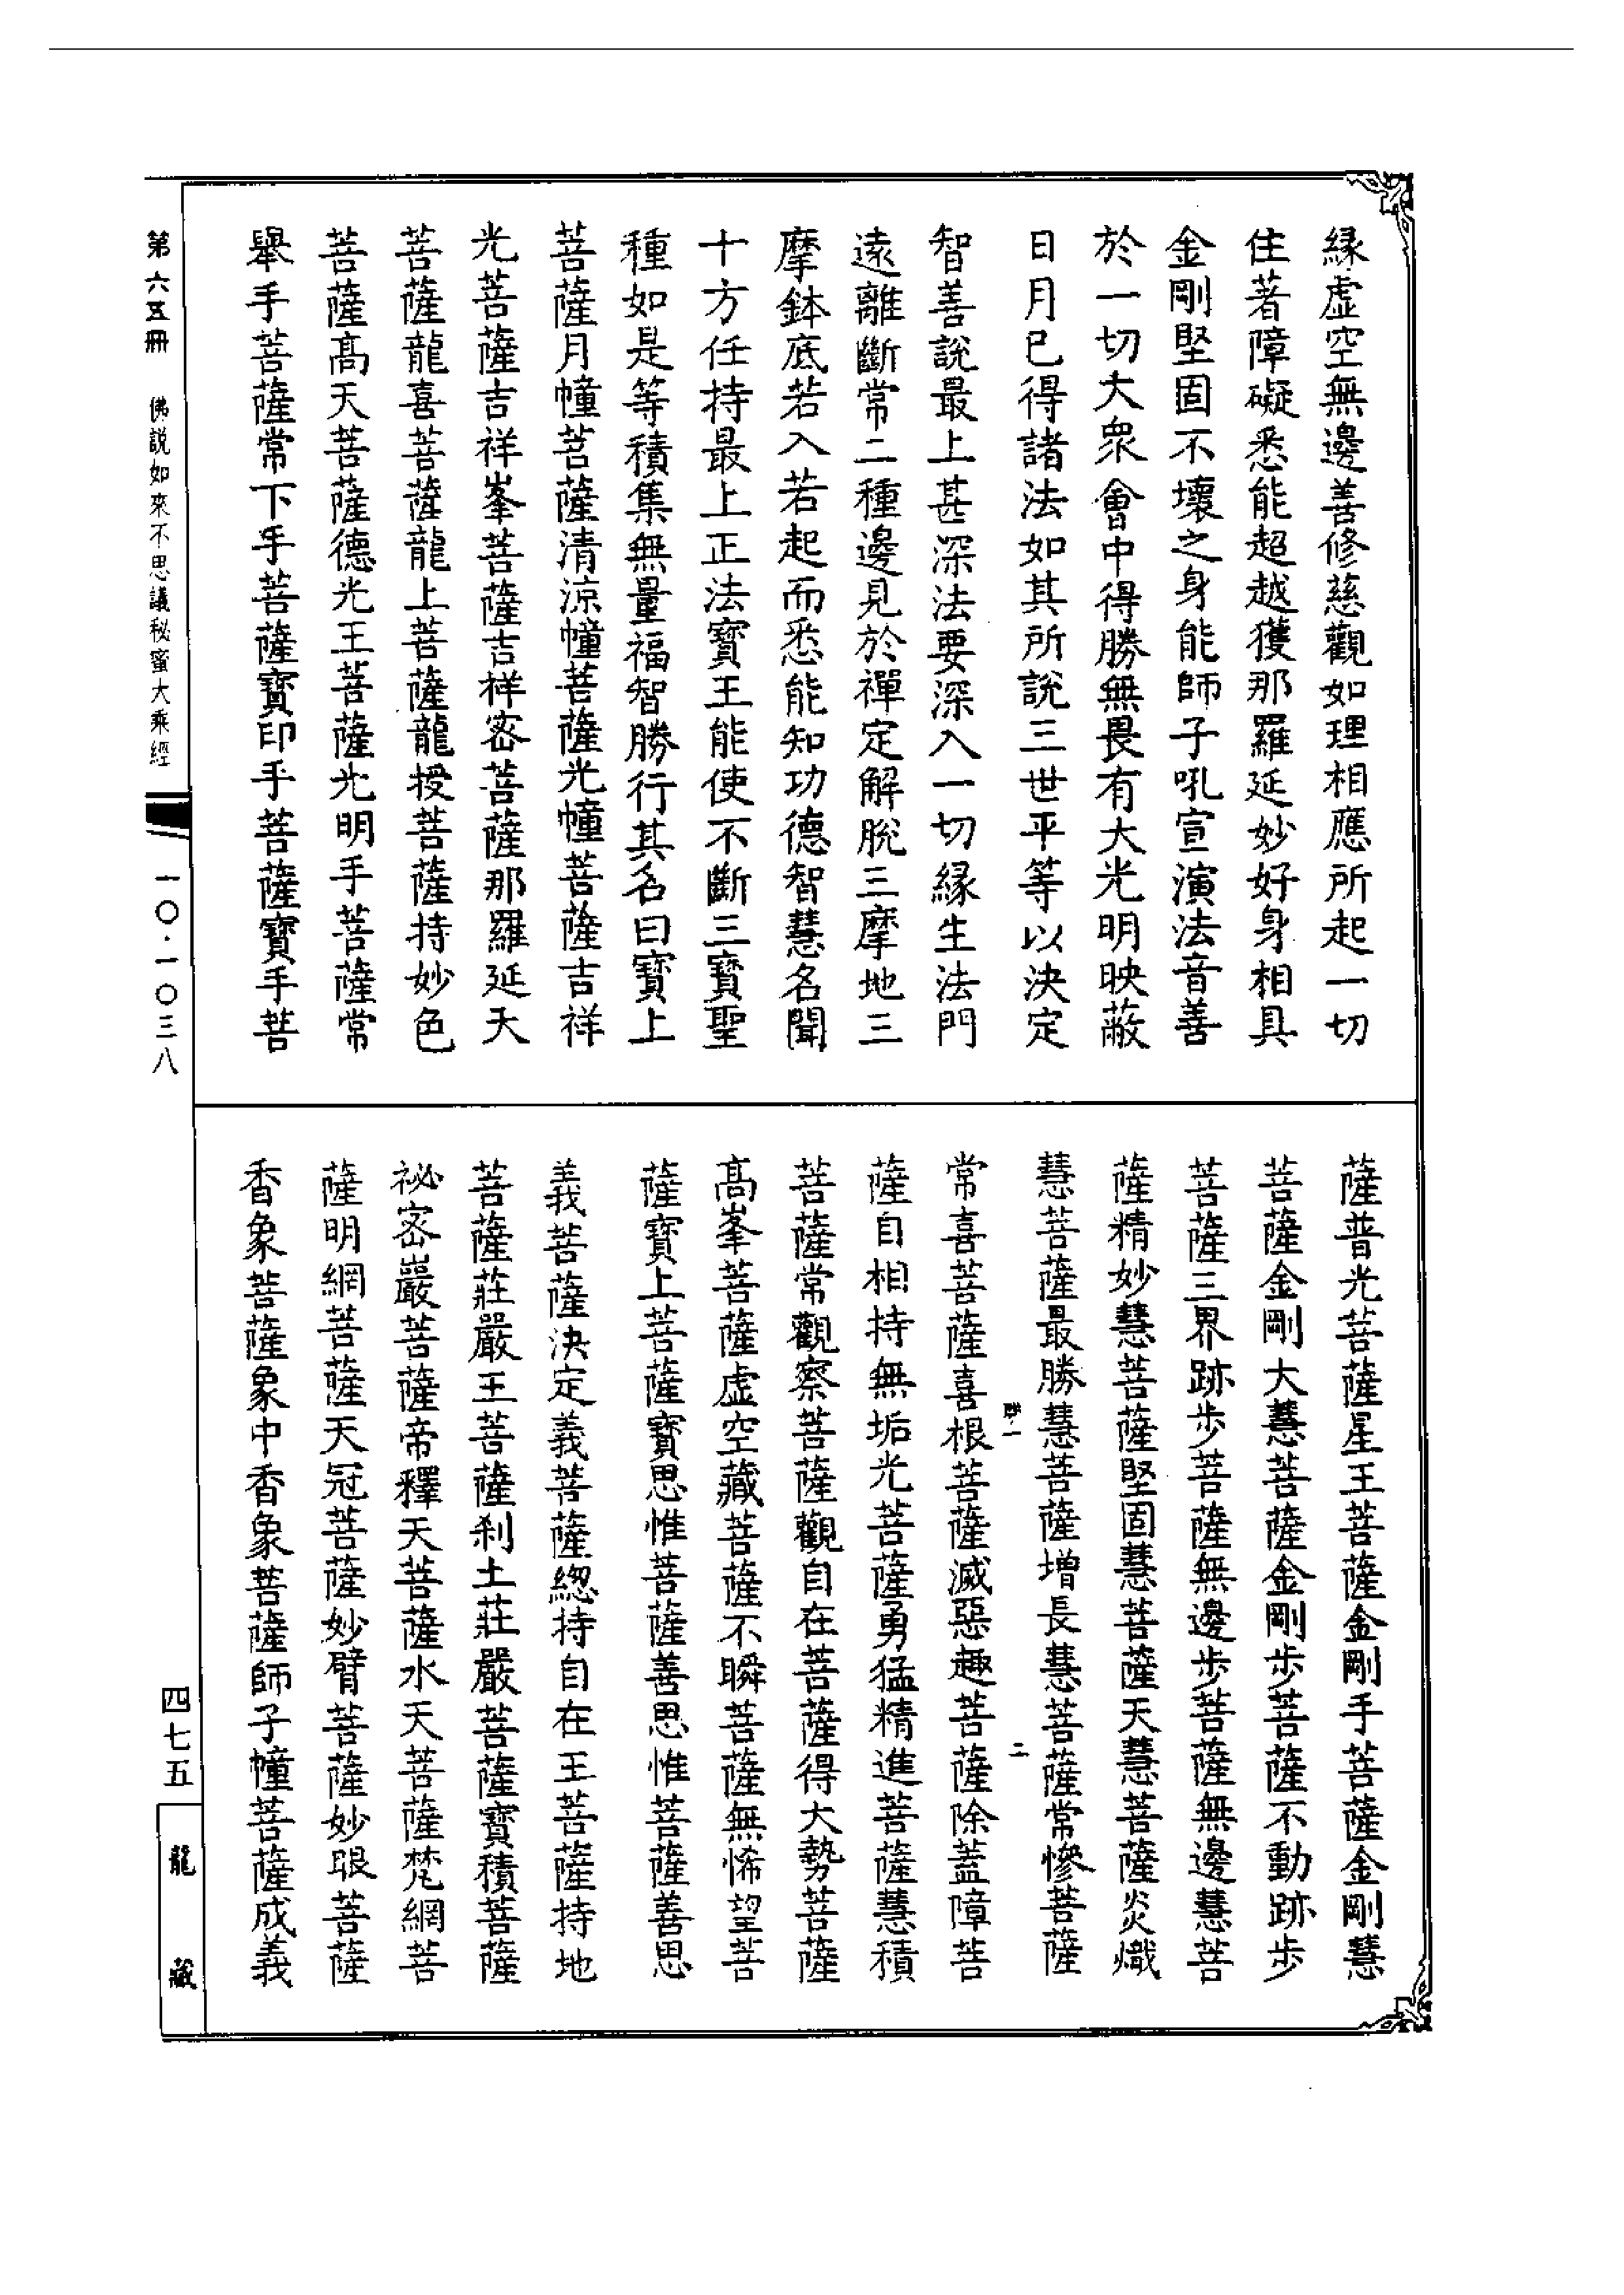 緣虛空無邊善修慈觀如理相應所起一切
住著障礙悉能超越獲那羅延妙好身相具
金剛堅固不壞之身能師子吼宣演法音善
於一切大衆會中得勝無畏有大光明映蔽
日月已得諸法如其所說三世平等以決定
智善說最上甚深法要深入一切緣生法門
遠離斷常二種邊見於禪定解脫三摩地三
摩鉢底若入若起而悉能知功德智慧名聞
十方任持最上正法寶王能使不斷三寶聖
種如是等積集無量福智勝行其名曰寶上
菩薩月幢菩薩清涼幢菩薩光幢菩薩吉祥
光菩薩吉祥峯菩薩吉祥密菩薩那羅延天
菩薩龍喜菩薩龍上菩薩龍授菩薩持妙色
菩薩高天菩薩德光王菩薩光明手菩薩常
舉手菩薩常下手菩薩寶印手菩薩寶手菩
薩普光菩薩星王菩薩金剛手菩薩金剛慧
菩薩金剛大慧菩薩金剛步菩薩不動跡步
菩薩三界跡步菩薩無邊步菩薩無邊慧菩
薩精妙慧菩薩堅固慧菩薩天慧菩薩炎熾
慧菩薩最勝慧菩薩增長慧菩薩常慘菩薩
一 二
常喜菩薩喜根菩薩滅惡趣菩薩除蓋障菩
薩自相持無垢光菩薩勇猛精進菩薩慧積
菩薩常觀察菩薩觀自在菩薩得大勢菩薩
高峯菩薩虛空藏菩薩不瞬菩薩無悕望菩
薩寶上菩薩寶思惟菩薩善思惟菩薩善思
義菩薩決定義菩薩緫持自在王菩薩持地
菩薩莊嚴王菩薩剎土莊嚴菩薩寶積菩薩
祕密巖菩薩帝釋天菩薩水天菩薩梵網菩
薩明網菩薩天冠菩薩妙臂菩薩妙眼菩薩
香象菩薩象中香象菩薩師子幢菩薩成義
第六五冊 佛説如來不思議秘蜜大乘經
一〇·一〇三八
四七五
龍藏